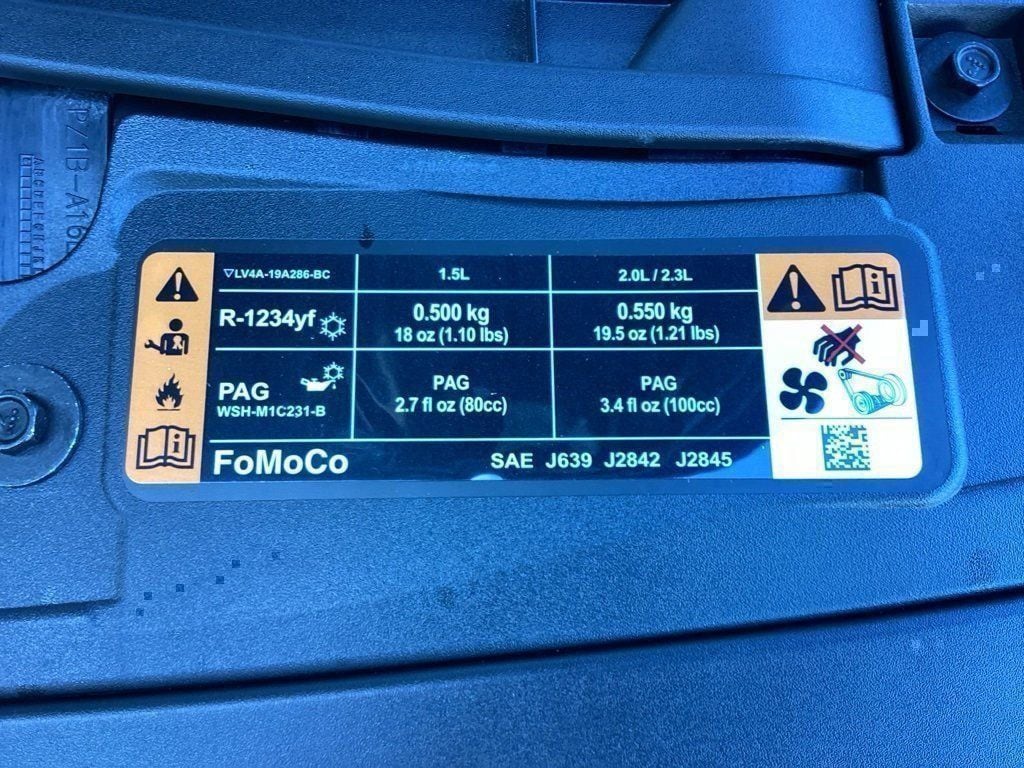 P71B-A16
▽LV4A-19A286-BC 1.5L 2.0L / 2.3L
R-1234yf 0.500 kg 0.550 kg
18 oz (1.10 lbs) 19.5 oz (1.21 lbs)
PAG PAG PAG
WSH-M1C231-B 2.7 fl oz (80cc) 3.4 fl oz (100cc)
FoMoCo SAE J639 J2842 J2845